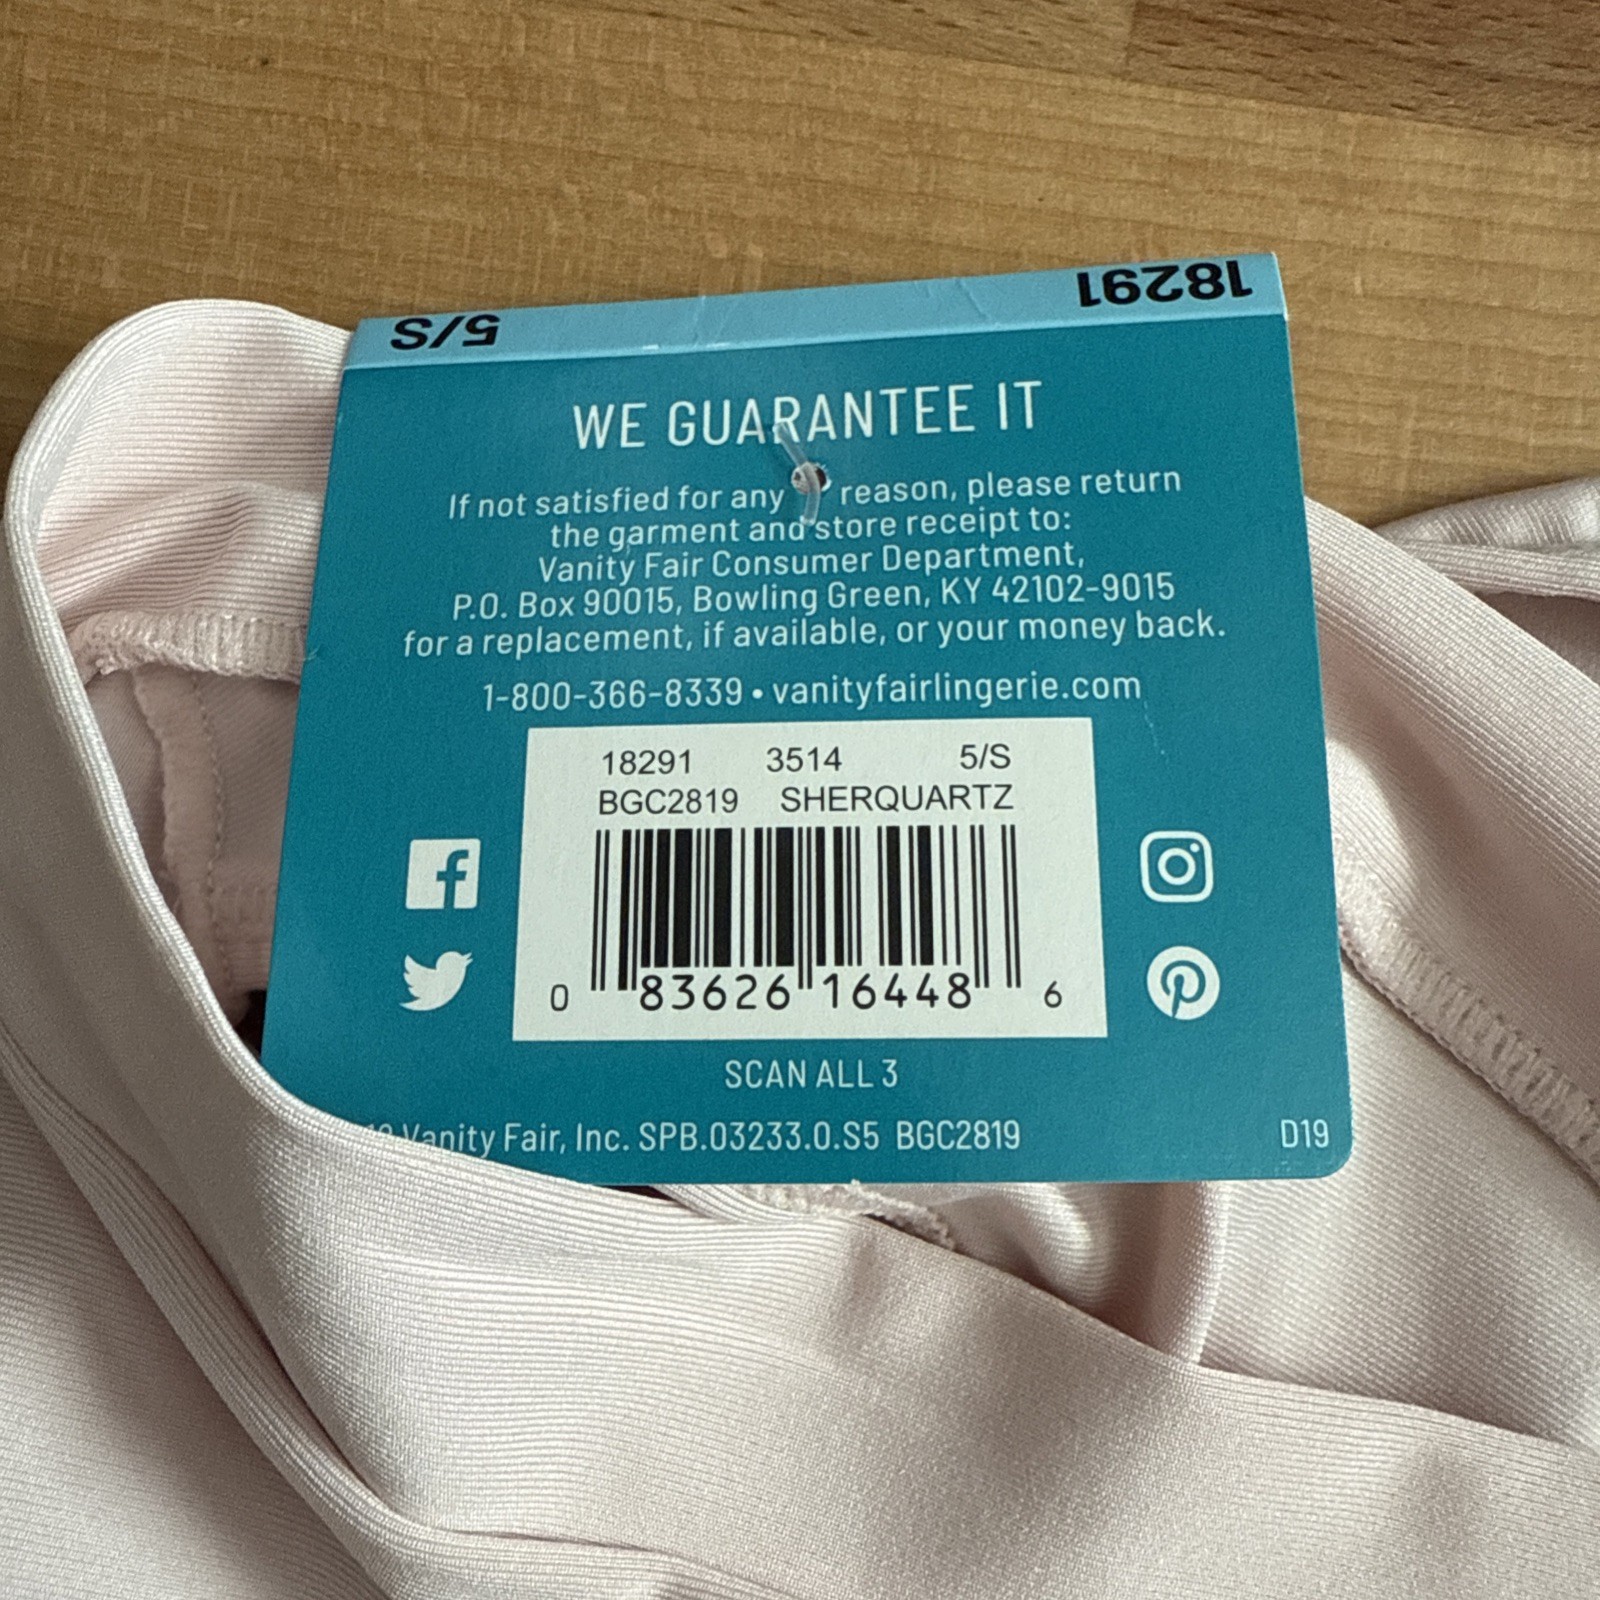 5/S 18291
WE GUARANTEE IT
If not satisfied for any reason, please return
the garment and store receipt to:
Vanity Fair Consumer Department,
P.O. Box 90015, Bowling Green, KY 42102-9015
for a replacement, if available, or your money back.
1-800-366-8339 • vanityfairlingerie.com
18291 3514 5/S
BGC2819 SHERQUARTZ
0 83626 16448 6
SCAN ALL 3
Vanity Fair, Inc. SPB.03233.0.S5 BGC2819 D19